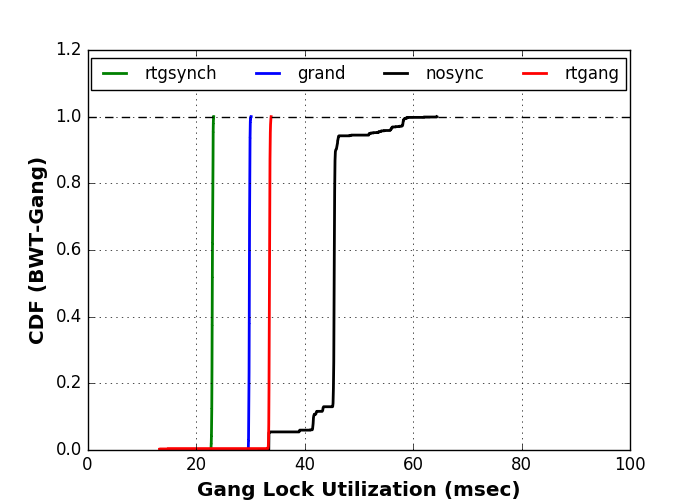 1.2
rtgsynch grand nosync rtgang
1.0
0.8
0.6
0.4
0.2
0.0
CDF (BWT-Gang)
0 20 40 60 80 100
Gang Lock Utilization (msec)